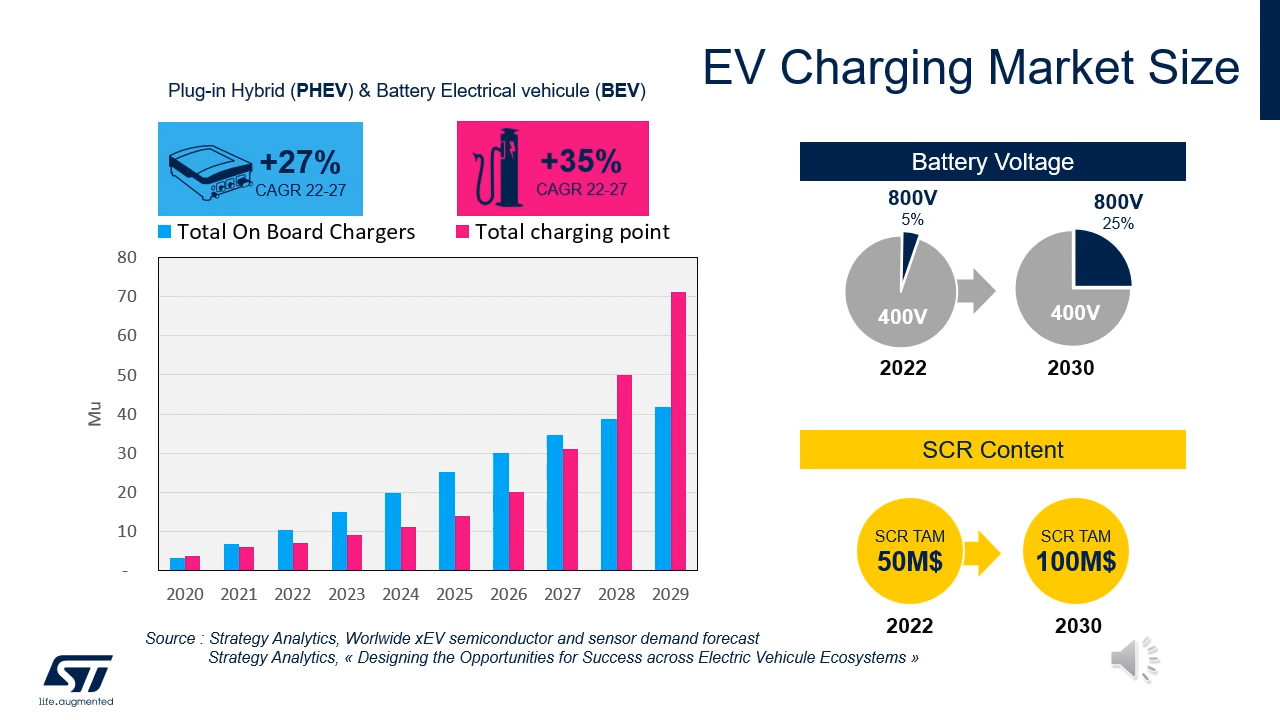 EV Charging Market Size
Plug-in Hybrid (PHEV) & Battery Electrical vehicule (BEV)
+27%
CAGR 22-27
+35%
CAGR 22-27
Total On Board Chargers
Total charging point
80
70
60
50
40
30
20
10
-
Mu
2020 2021 2022 2023 2024 2025 2026 2027 2028 2029
Source : Strategy Analytics, Worlwide xEV semiconductor and sensor demand forecast
Strategy Analytics, « Designing the Opportunities for Success across Electric Vehicule Ecosystems »
Battery Voltage
800V
5%
400V
2022
800V
25%
400V
2030
SCR Content
SCR TAM
50M$
2022
SCR TAM
100M$
2030
ST
life.augmented